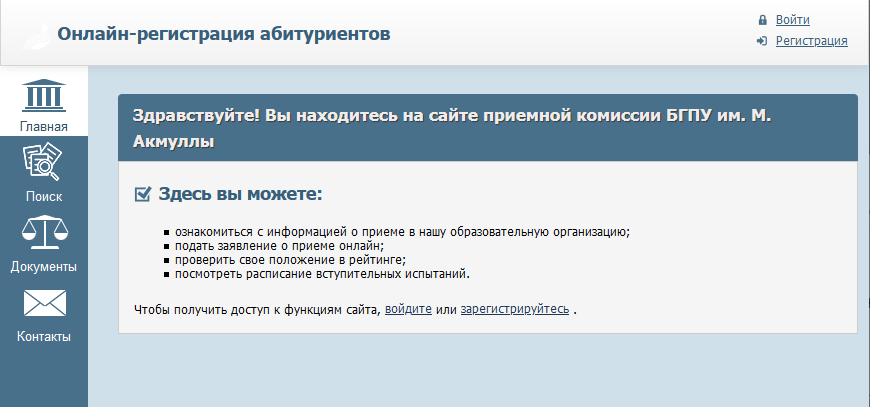 Онлайн-регистрация абитуриентов
Войти
Регистрация
Главная
Поиск
Документы
Контакты
Здравствуйте! Вы находитесь на сайте приемной комиссии БГПУ им. М.
Акмуллы
Здесь вы можете:
ознакомиться с информацией о приеме в нашу образовательную организацию;
подать заявление о приеме онлайн;
проверить свое положение в рейтинге;
посмотреть расписание вступительных испытаний.
Чтобы получить доступ к функциям сайта, войдите или зарегистрируйтесь .